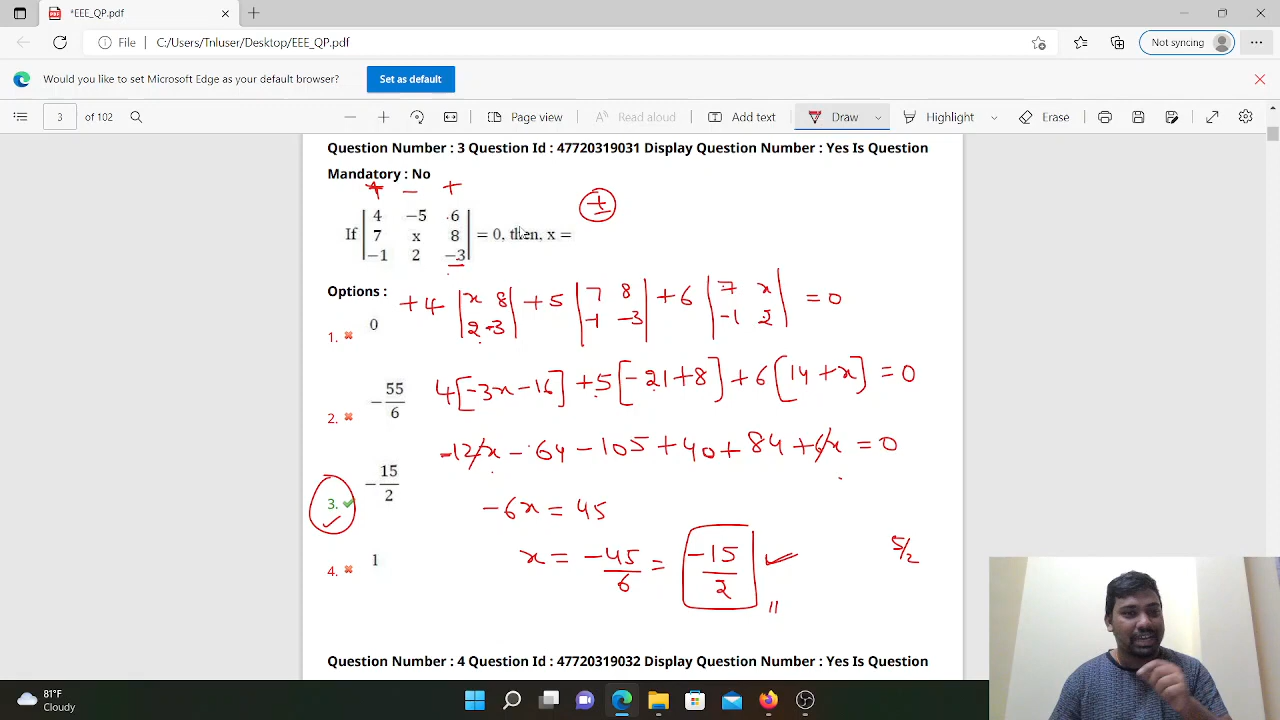 *EEE_QP.pdf
File C:/Users/Tnluser/Desktop/EEE_QP.pdf Not syncing
Would you like to set Microsoft Edge as your default browser? Set as default
3 of 102 Page view Read aloud Add text Draw Highlight Erase
Question Number : 3 Question Id : 47720319031 Display Question Number : Yes Is Question
Mandatory : No
+ − +
±
4 −5 6
If 7 x 8 = 0, then, x =
−1 2 −3
Options :
+4 |x 8| +5 |7 8| +6 |7 x| = 0
|2 -3| |-1 -3| |-1 2|
1. 0
4[-3x-16] +5[-21+8] +6[14+x] = 0
2. −55/6
-12x - 64 - 105 + 40 + 84 + 6x = 0
3. −15/2
-6x = 45
x = -45/6 = -15/2
5/2
4. 1
Question Number : 4 Question Id : 47720319032 Display Question Number : Yes Is Question
81°F
Cloudy